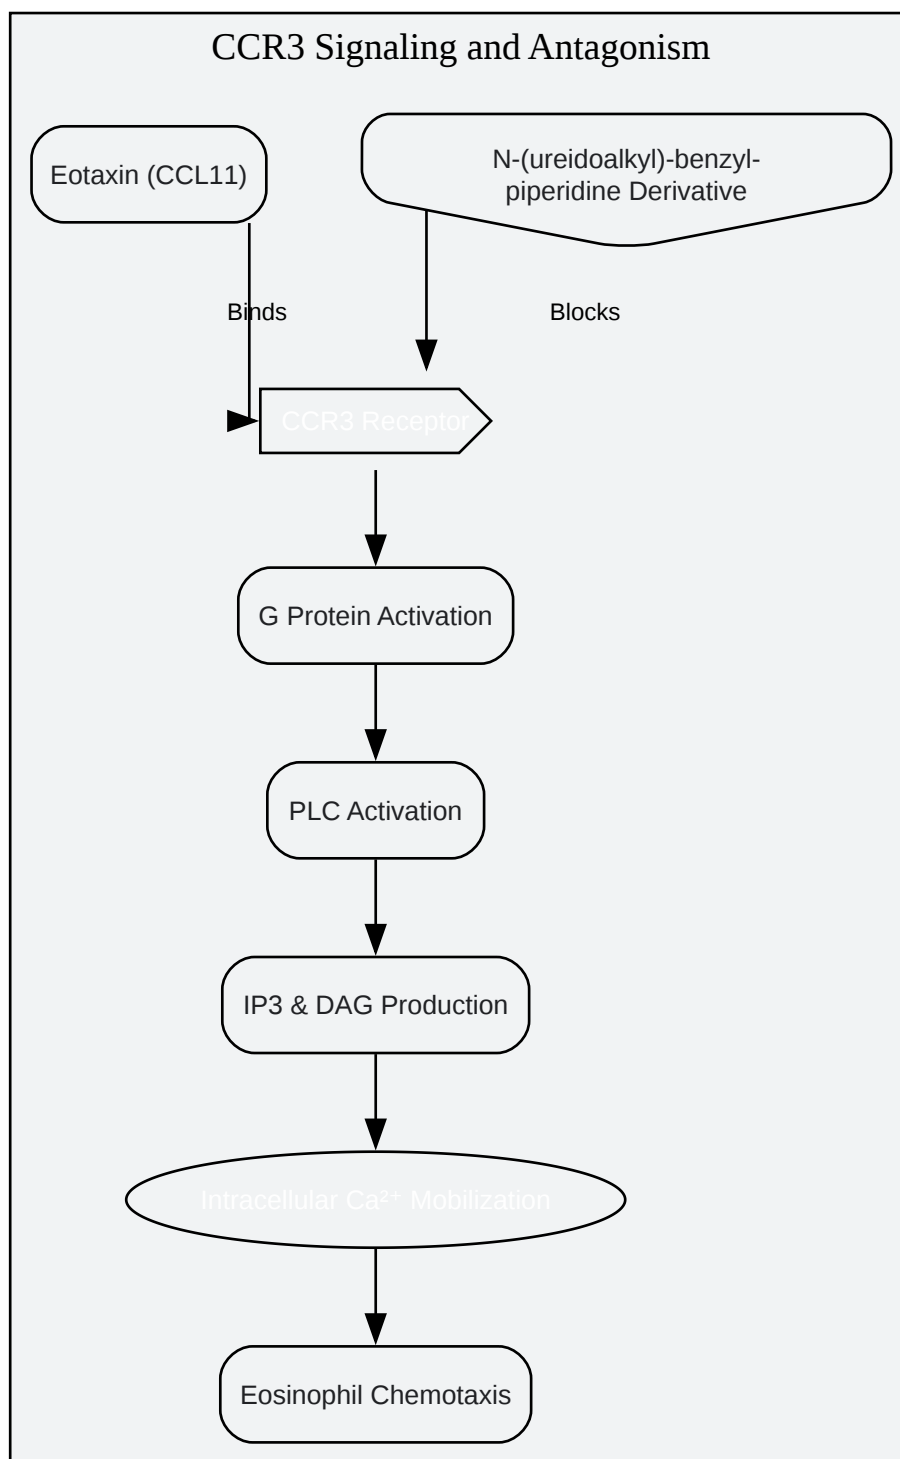 CCR3 Signaling and Antagonism
Eotaxin (CCL11)
N-(ureidoalkyl)-benzyl-
piperidine Derivative
Binds
Blocks
CCR3 Receptor
G Protein Activation
PLC Activation
IP3 & DAG Production
Intracellular Ca²⁺ Mobilization
Eosinophil Chemotaxis